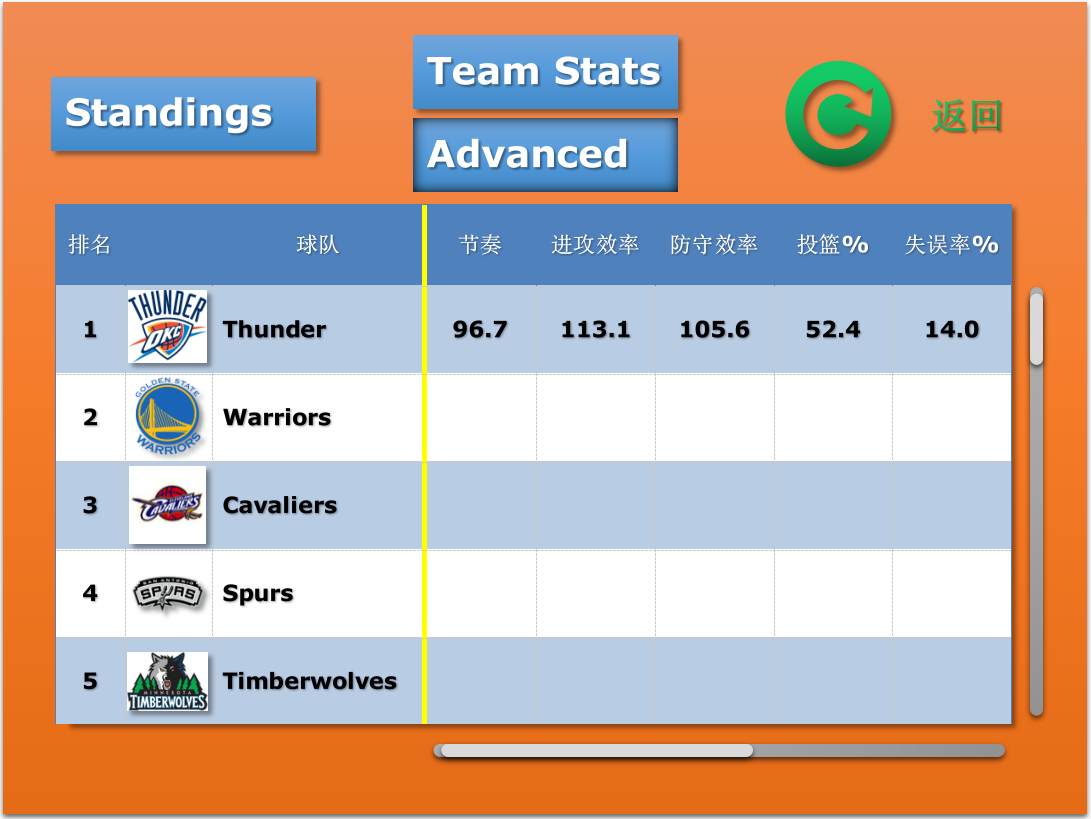 Team Stats
Standings
返回
Advanced
排名 球队 节奏 进攻效率 防守效率 投篮% 失误率%
THUNDER
OKC
1 Thunder 96.7 113.1 105.6 52.4 14.0
GOLDEN STATE
WARRIORS
2 Warriors
CAVALIERS
3 Cavaliers
SAN ANTONIO
SPURS
4 Spurs
MINNESOTA
TIMBERWOLVES
5 Timberwolves